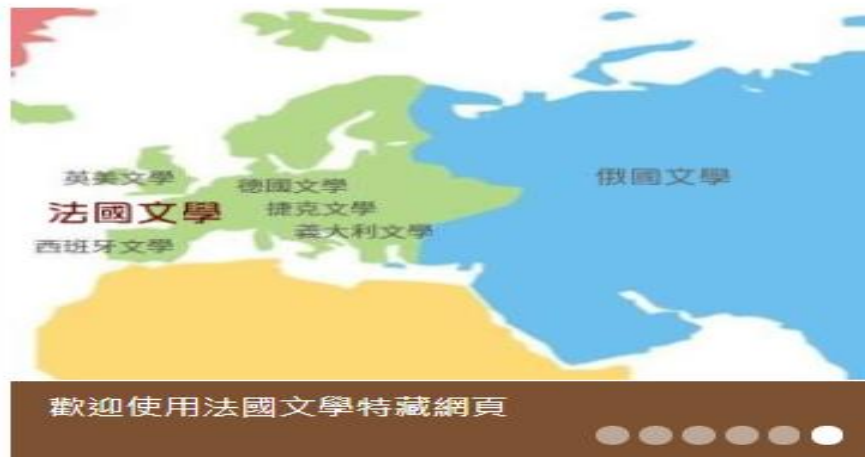 英美文學
德國文學
俄國文學
法國文學
捷克文學
義大利文學
西班牙文學
歡迎使用法國文學特藏網頁